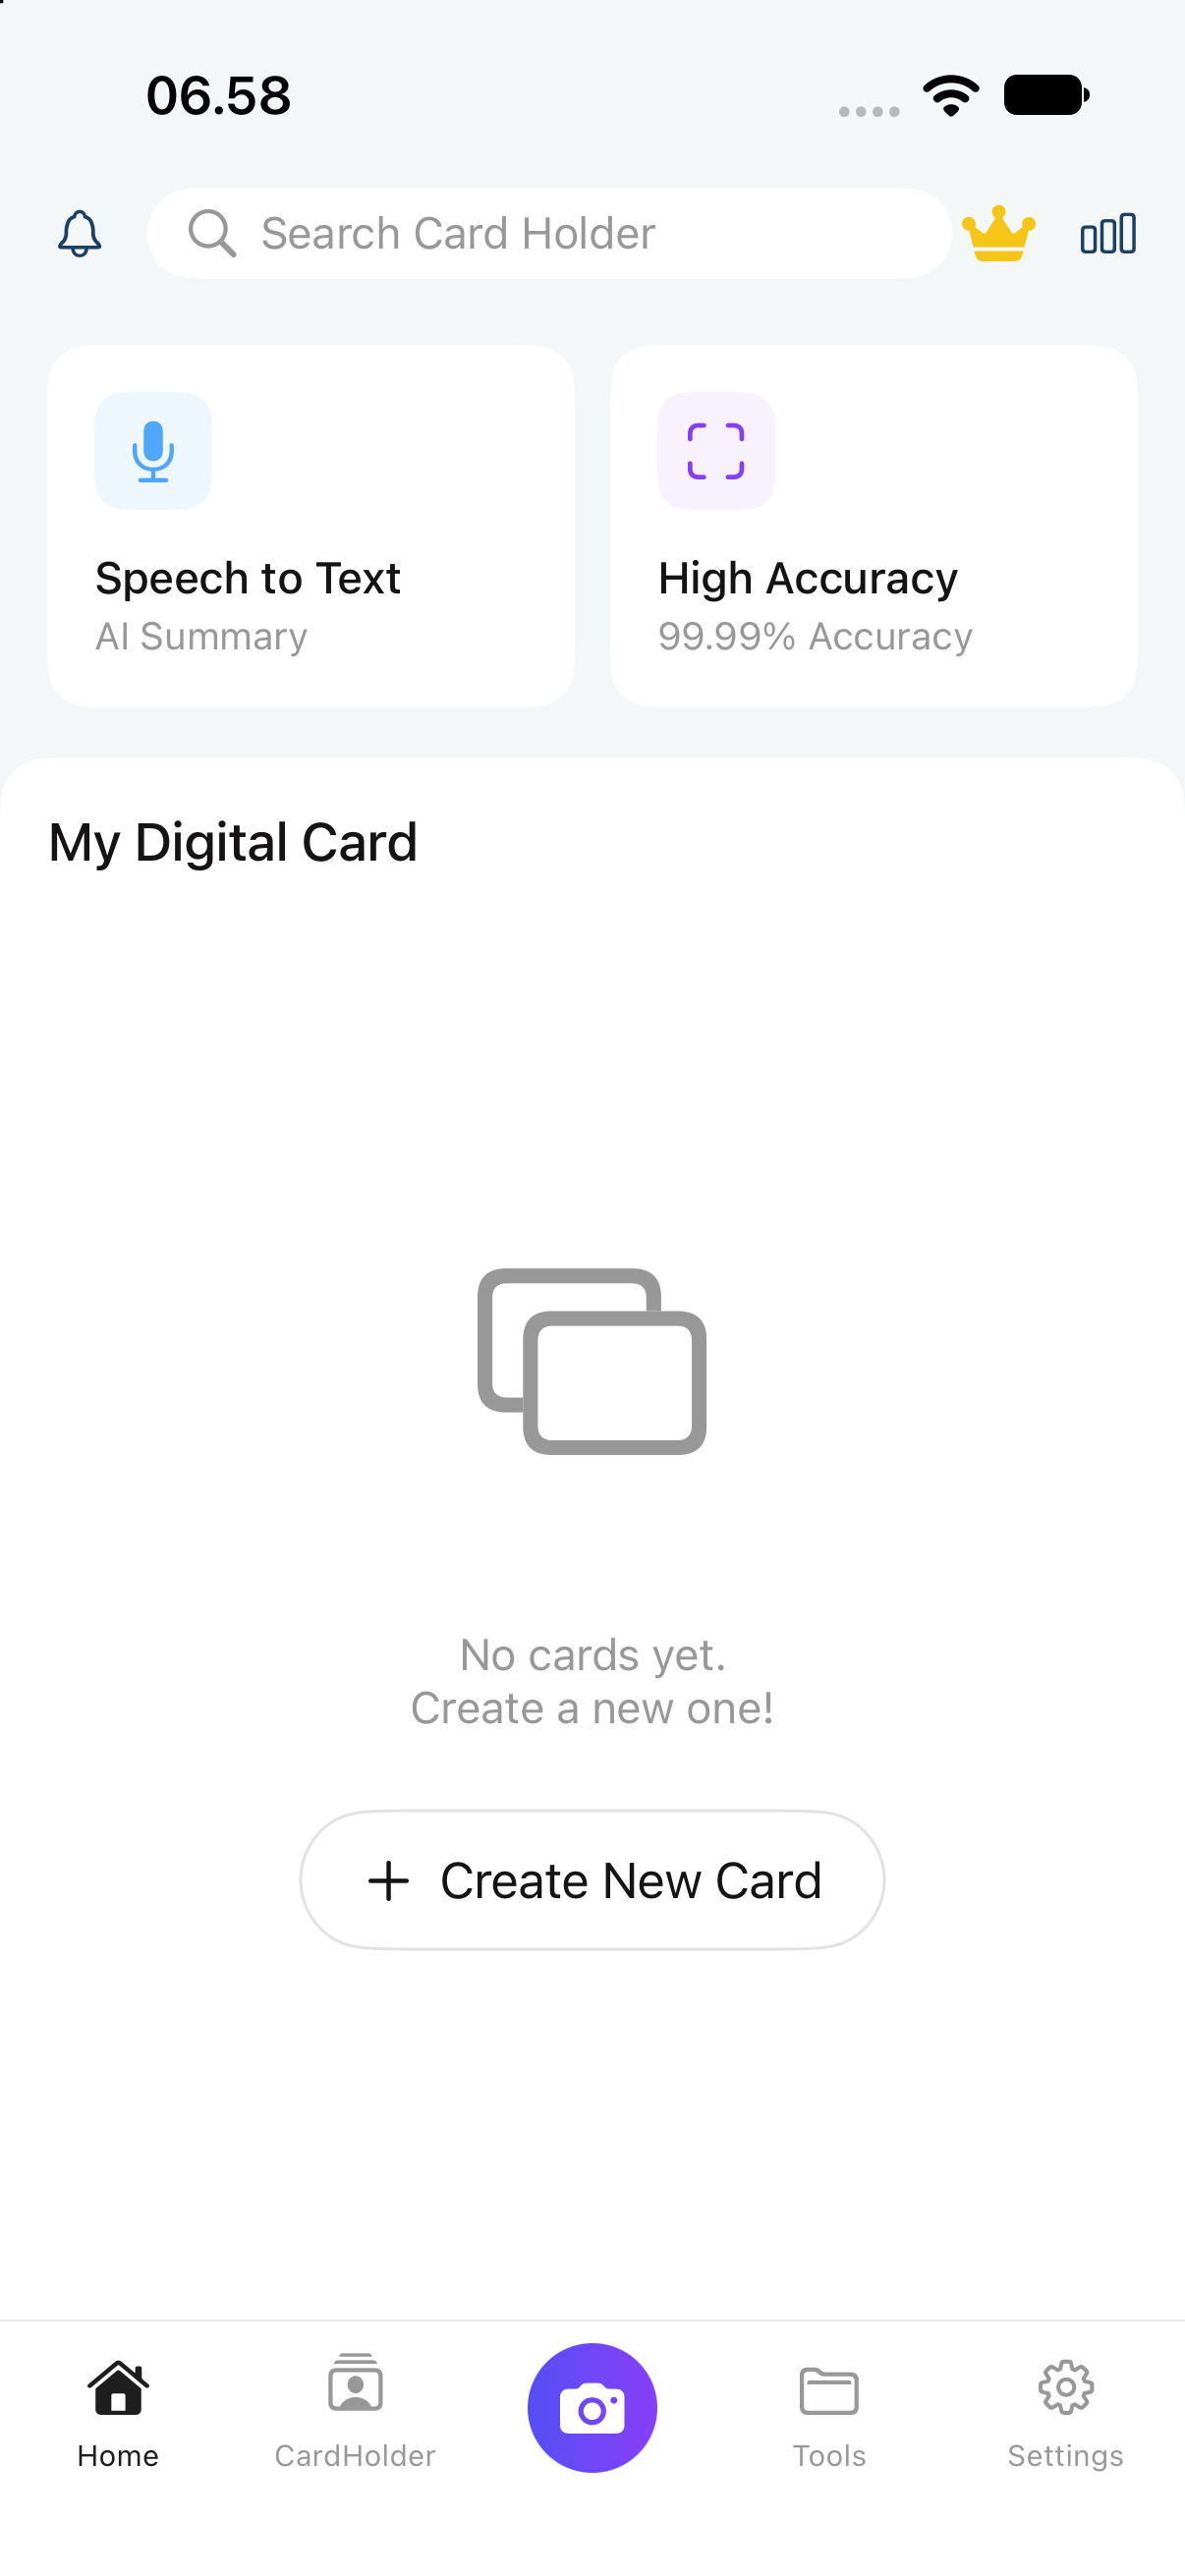 06.58
Search Card Holder
Speech to Text
AI Summary
High Accuracy
99.99% Accuracy
My Digital Card
No cards yet.
Create a new one!
Create New Card
Home
CardHolder
Tools
Settings